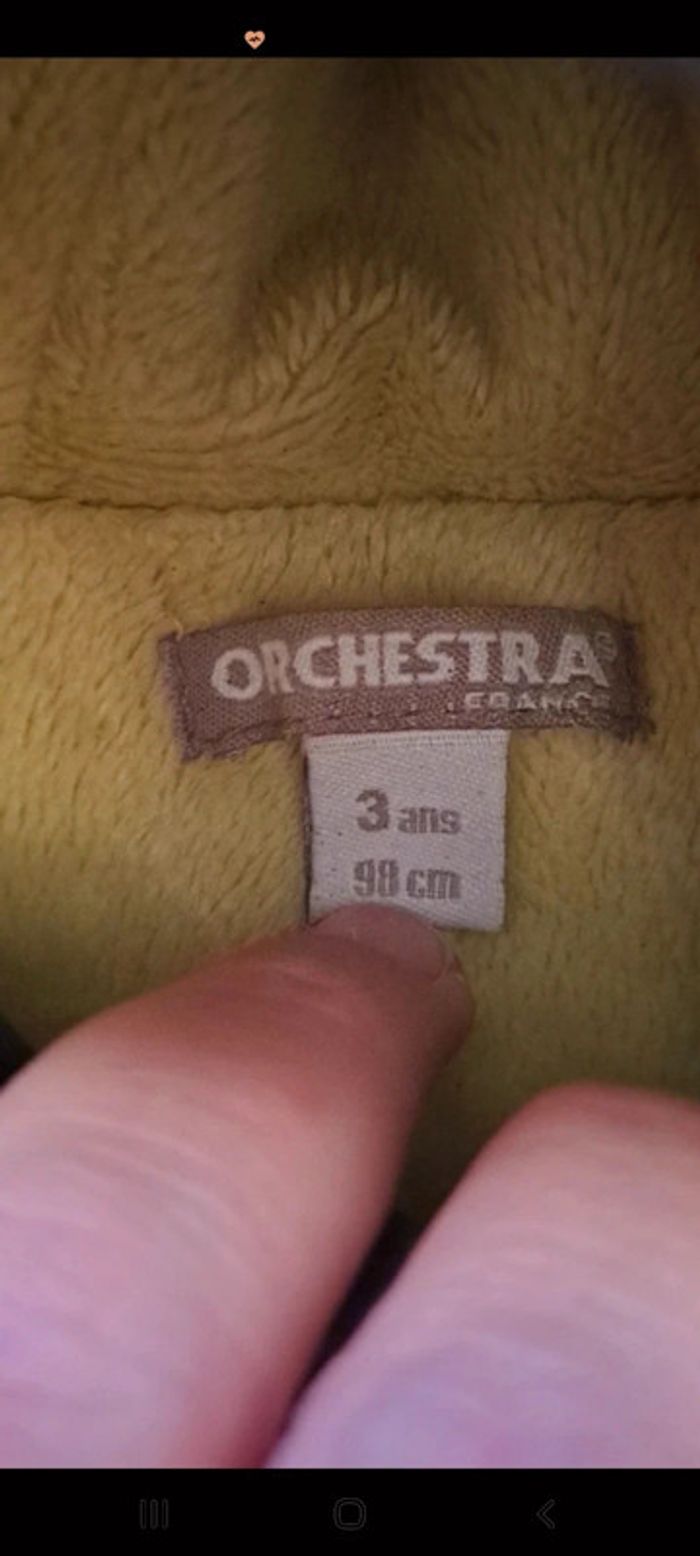 ORCHESTRA®
FRANCE
3 ans
98 cm